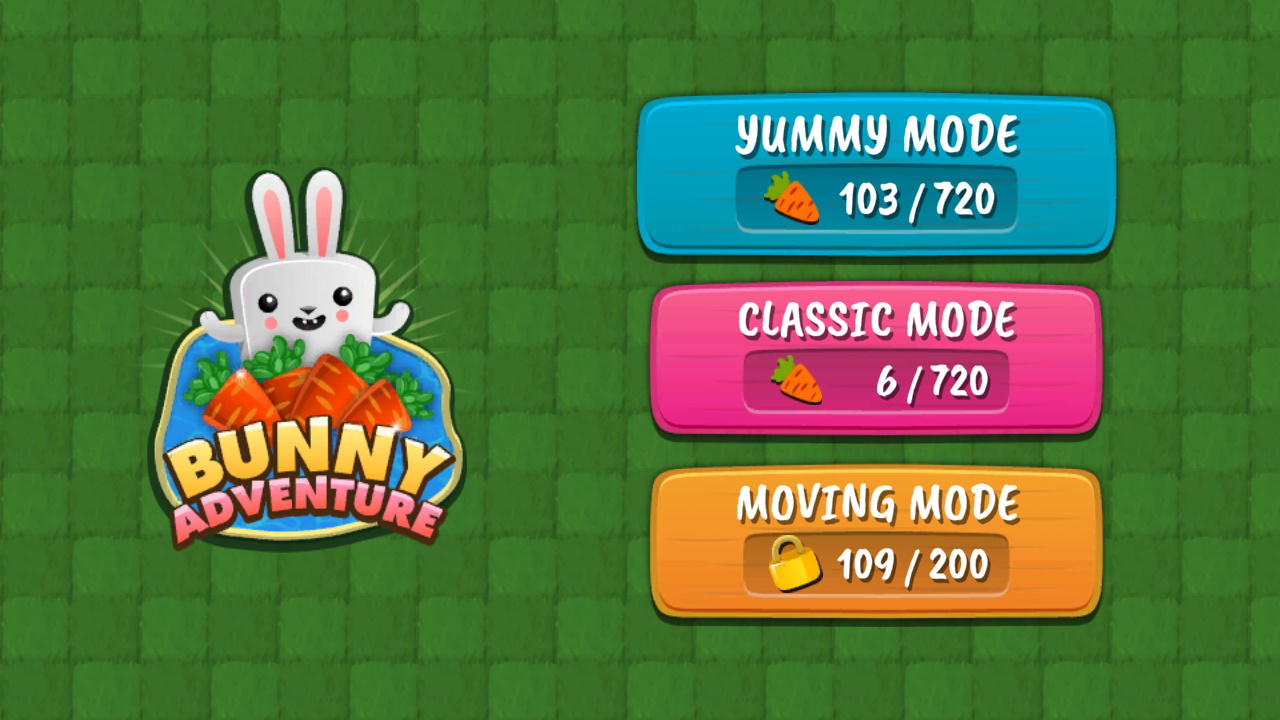 BUNNY
ADVENTURE
YUMMY MODE
103 / 720
CLASSIC MODE
6 / 720
MOVING MODE
109 / 200